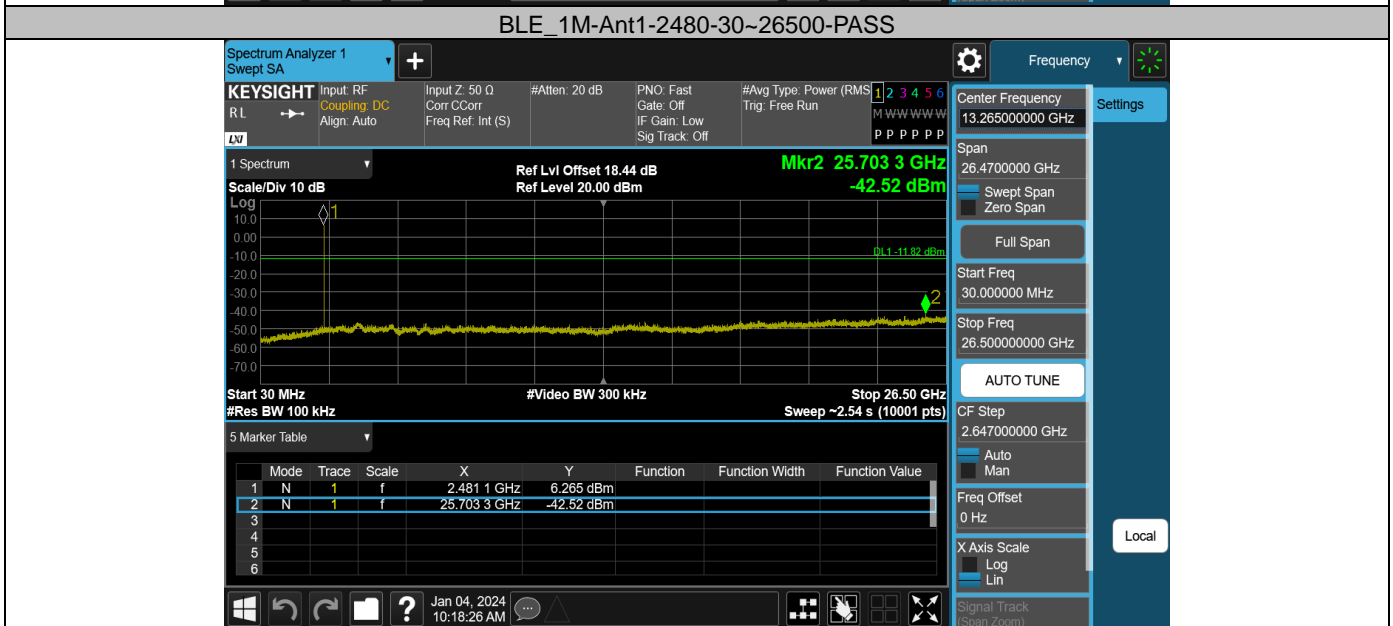 BLE_1M-Ant1-2480-30~26500-PASS
Spectrum Analyzer 1
Swept SA
+
Frequency
KEYSIGHT
RL
LXI
Input: RF
Coupling: DC
Align: Auto
Input Z: 50 Ω
Corr CCorr
Freq Ref: Int (S)
#Atten: 20 dB
PNO: Fast
Gate: Off
IF Gain: Low
Sig Track: Off
#Avg Type: Power (RMS
Trig: Free Run
1 2 3 4 5 6
M W W W W W
P P P P P P
Center Frequency
13.265000000 GHz
Settings
1 Spectrum
Scale/Div 10 dB
Ref Lvl Offset 18.44 dB
Ref Level 20.00 dBm
Mkr2 25.703 3 GHz
-42.52 dBm
Span
26.4700000 GHz
Swept Span
Zero Span
Full Span
Log
10.0
0.00
-10.0
-20.0
-30.0
-40.0
-50.0
-60.0
-70.0
1
DL1 -11.82 dBm
2
Start Freq
30.000000 MHz
Stop Freq
26.500000000 GHz
AUTO TUNE
Start 30 MHz
#Video BW 300 kHz
Stop 26.50 GHz
#Res BW 100 kHz
Sweep ~2.54 s (10001 pts)
CF Step
2.647000000 GHz
Auto
Man
5 Marker Table
Mode Trace Scale X Y Function Function Width Function Value
1 N 1 f 2.481 1 GHz 6.265 dBm
2 N 1 f 25.703 3 GHz -42.52 dBm
3
4
5
6
Freq Offset
0 Hz
Local
X Axis Scale
Log
Lin
Signal Track
(Span Zoom)
?
Jan 04, 2024
10:18:26 AM